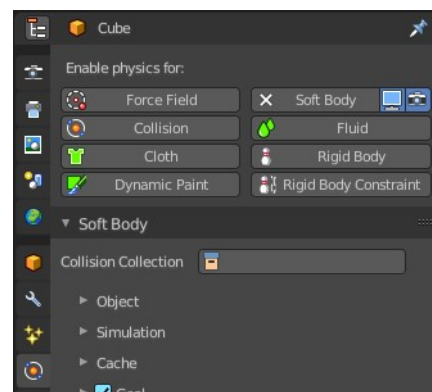 Cube
Enable physics for:
Force Field
Soft Body
Collision
Fluid
Cloth
Rigid Body
Dynamic Paint
Rigid Body Constraint
Soft Body
Collision Collection
Object
Simulation
Cache
Goal